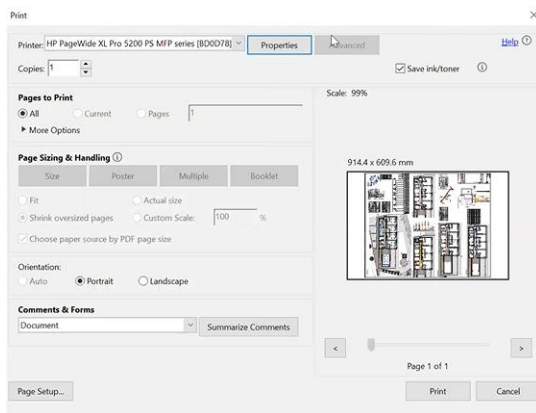 Print
Printer: HP PageWide XL Pro 5200 PS MFP series [BD0D78] Properties Advanced Help
Copies: 1 Save ink/toner
Pages to Print
All Current Pages 1
More Options
Scale: 99%
Page Sizing & Handling
Size Poster Multiple Booklet
Fit Actual size
Shrink oversized pages Custom Scale: 100 %
Choose paper source by PDF page size
914.4 x 609.6 mm
Orientation:
Auto Portrait Landscape
Comments & Forms
Document Summarize Comments
< >
Page 1 of 1
Page Setup... Print Cancel